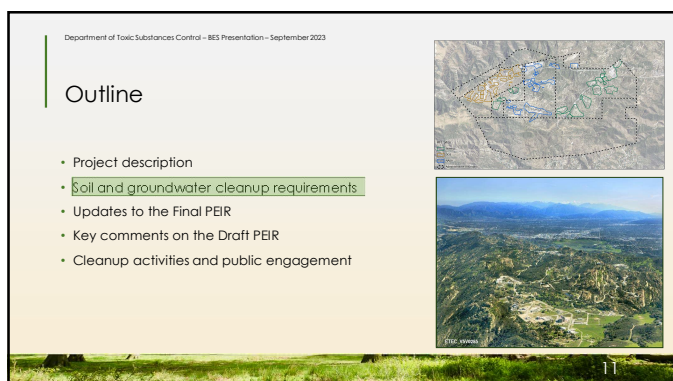 Department of Toxic Substances Control – BES Presentation – September 2023
Outline
• Project description
• Soil and groundwater cleanup requirements
• Updates to the Final PEIR
• Key comments on the Draft PEIR
• Cleanup activities and public engagement
11